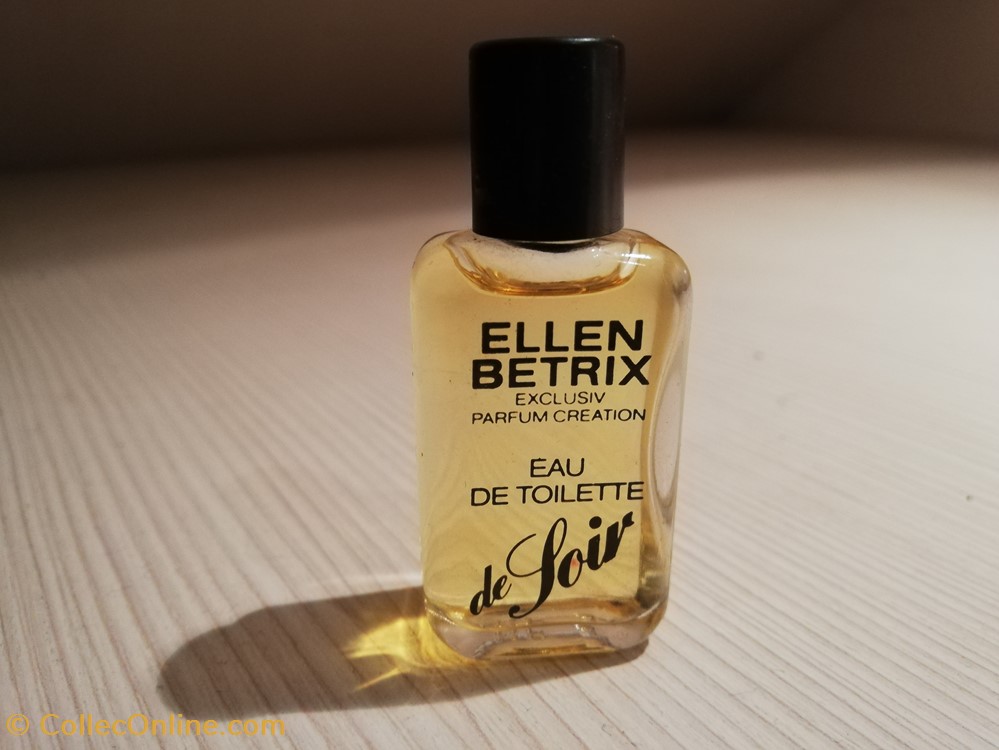 ELLEN
BETRIX
EXCLUSIV
PARFUM CREATION
EAU
DE TOILETTE
de Soir
© CollecOnline.com